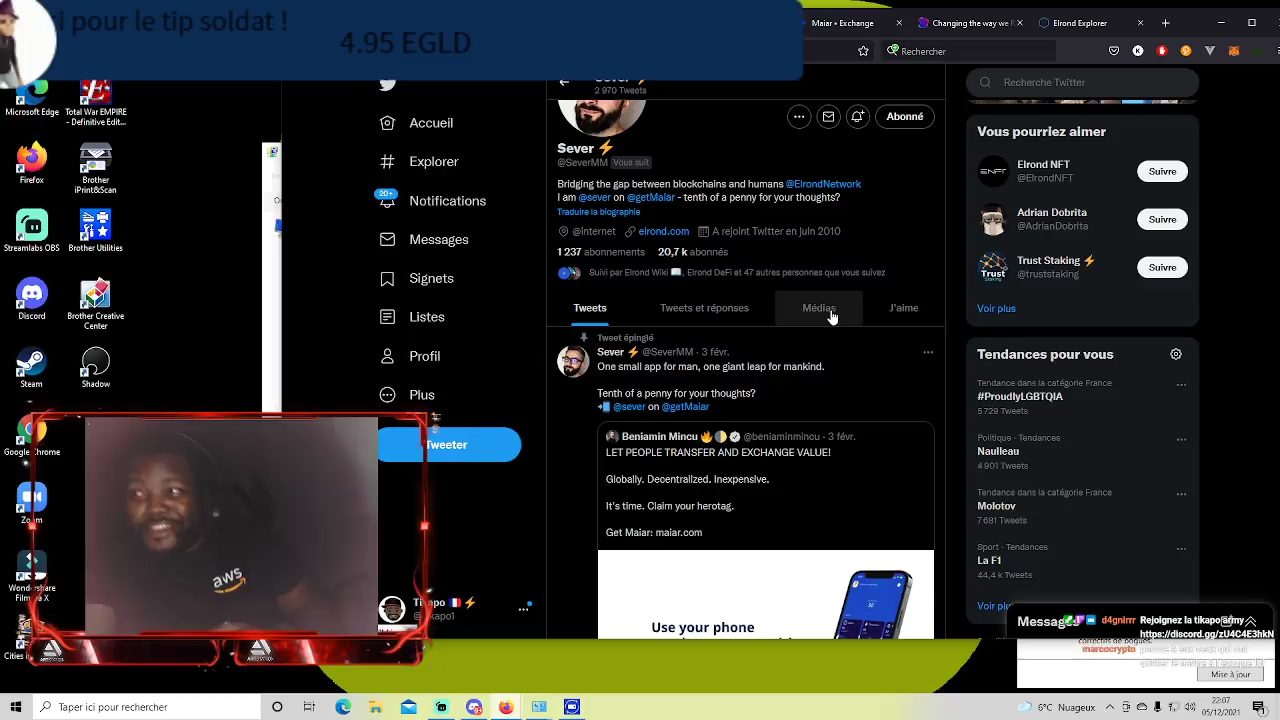 si pour le tip soldat !
4.95 EGLD
Maiar • Exchange
Changing the way we R
Elrond Explorer
Rechercher
Microsoft Edge
Total War EMPIRE
- Definitive Edit...
Firefox
Brother
iPrint&Scan
Streamlabs OBS
Brother Utilities
Discord
Brother Creative
Center
Steam
Shadow
Google Chrome
Zoom
Wondershare
Cities
Accueil
Explorer
20+
Notifications
Messages
Signets
Listes
Profil
Plus
Tweeter
Tikapo
Sever
2 970 Tweets
Abonné
Sever
@SeverMM Vous suit
Bridging the gap between blockchains and humans @ElrondNetwork
I am @sever on @getMaiar - tenth of a penny for your thoughts?
Traduire la biographie
@Internet elrond.com A rejoint Twitter en juin 2010
1 237 abonnements 20,7 k abonnés
Suivi par Elrond Wiki, Elrond DeFi et 47 autres personnes que vous suivez
Tweets Tweets et réponses Médias J'aime
Tweet épinglé
Sever @SeverMM · 3 févr.
One small app for man, one giant leap for mankind.
Tenth of a penny for your thoughts?
@sever on @getMaiar
Beniamin Mincu @beniaminmincu · 3 févr.
LET PEOPLE TRANSFER AND EXCHANGE VALUE!
Globally. Decentralized. Inexpensive.
It's time. Claim your herotag.
Get Maiar: maiar.com
Use your phone
Recherche Twitter
Vous pourriez aimer
Elrond NFT
@ElrondNFT
Suivre
Adrian Dobrita
@AdrianDobrita
Suivre
Trust Staking
@truststaking
Suivre
Voir plus
Tendances pour vous
Tendance dans la catégorie France
#ProudlyLGBTQIA
5 729 Tweets
Politique · Tendances
Naulleau
4 901 Tweets
Tendance dans la catégorie France
Molotov
7 681 Tweets
Sport · Tendances
La F1
44,4 k Tweets
Voir plus
d4gnirrr Rejoignez la tikapo army
https://discord.gg/zU4C4E3hkN
marcocrypto
Mise à jour
aws
Taper ici pour rechercher
22:07